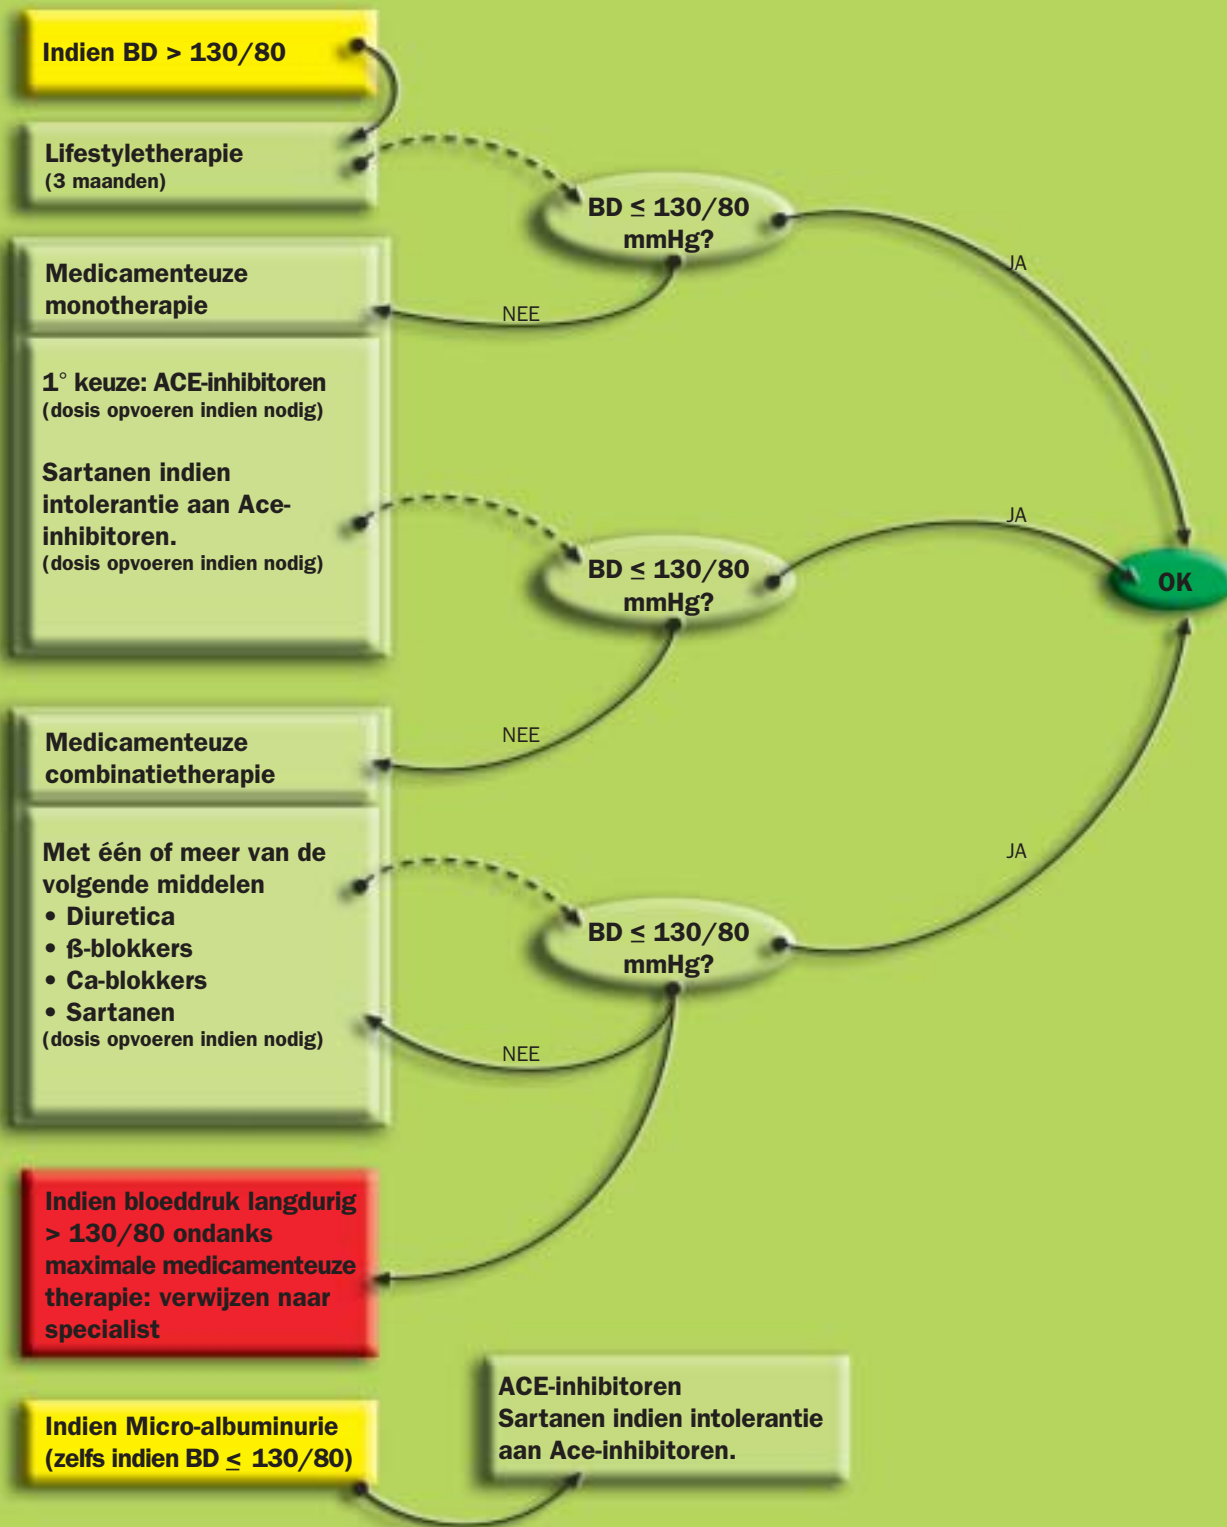 Indien BD > 130/80
Lifestyletherapie
(3 maanden)
BD ≤ 130/80
mmHg?
JA
NEE
Medicamenteuze
monotherapie
1° keuze: ACE-inhibitoren
(dosis opvoeren indien nodig)
Sartanen indien
intolerantie aan Ace-
inhibitoren.
(dosis opvoeren indien nodig)
BD ≤ 130/80
mmHg?
JA
OK
NEE
Medicamenteuze
combinatietherapie
Met één of meer van de
volgende middelen
• Diuretica
• ß-blokkers
• Ca-blokkers
• Sartanen
(dosis opvoeren indien nodig)
BD ≤ 130/80
mmHg?
JA
NEE
Indien bloeddruk langdurig
> 130/80 ondanks
maximale medicamenteuze
therapie: verwijzen naar
specialist
Indien Micro-albuminurie
(zelfs indien BD ≤ 130/80)
ACE-inhibitoren
Sartanen indien intolerantie
aan Ace-inhibitoren.